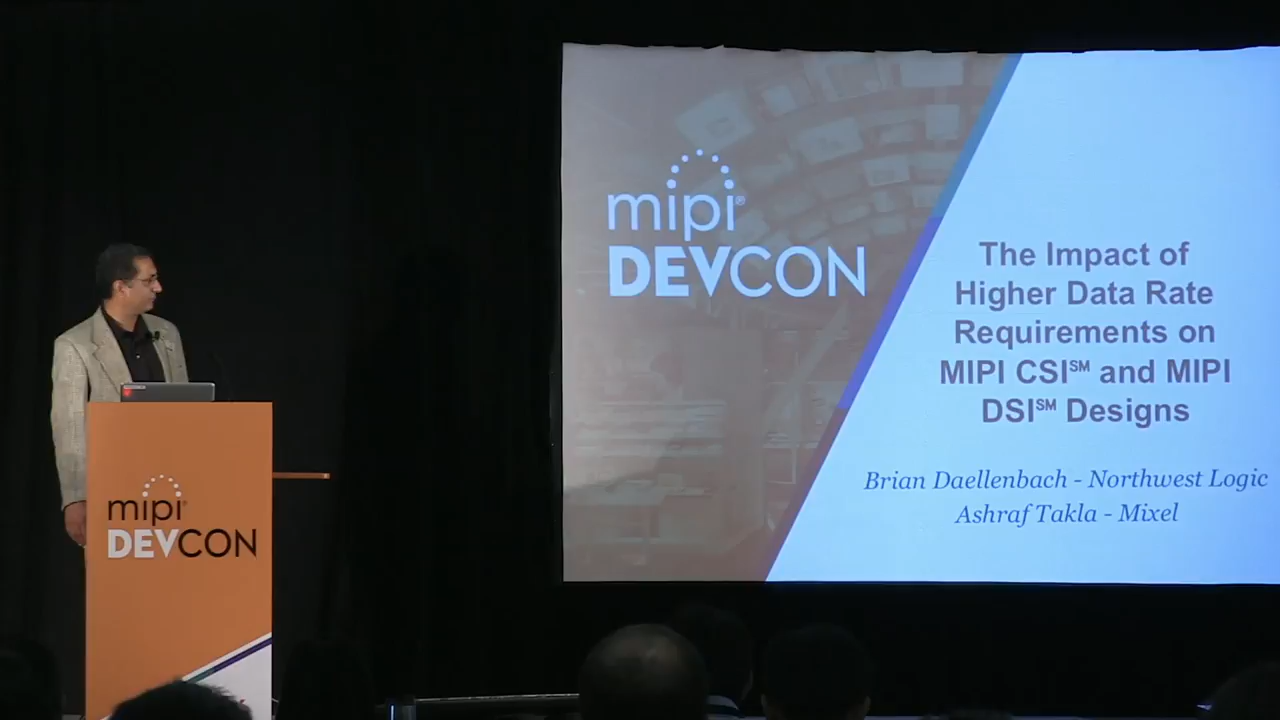 mipi®
DEVCON
The Impact of
Higher Data Rate
Requirements on
MIPI CSI℠ and MIPI
DSI℠ Designs
Brian Daellenbach - Northwest Logic
Ashraf Takla - Mixel
mipi®
DEVCON